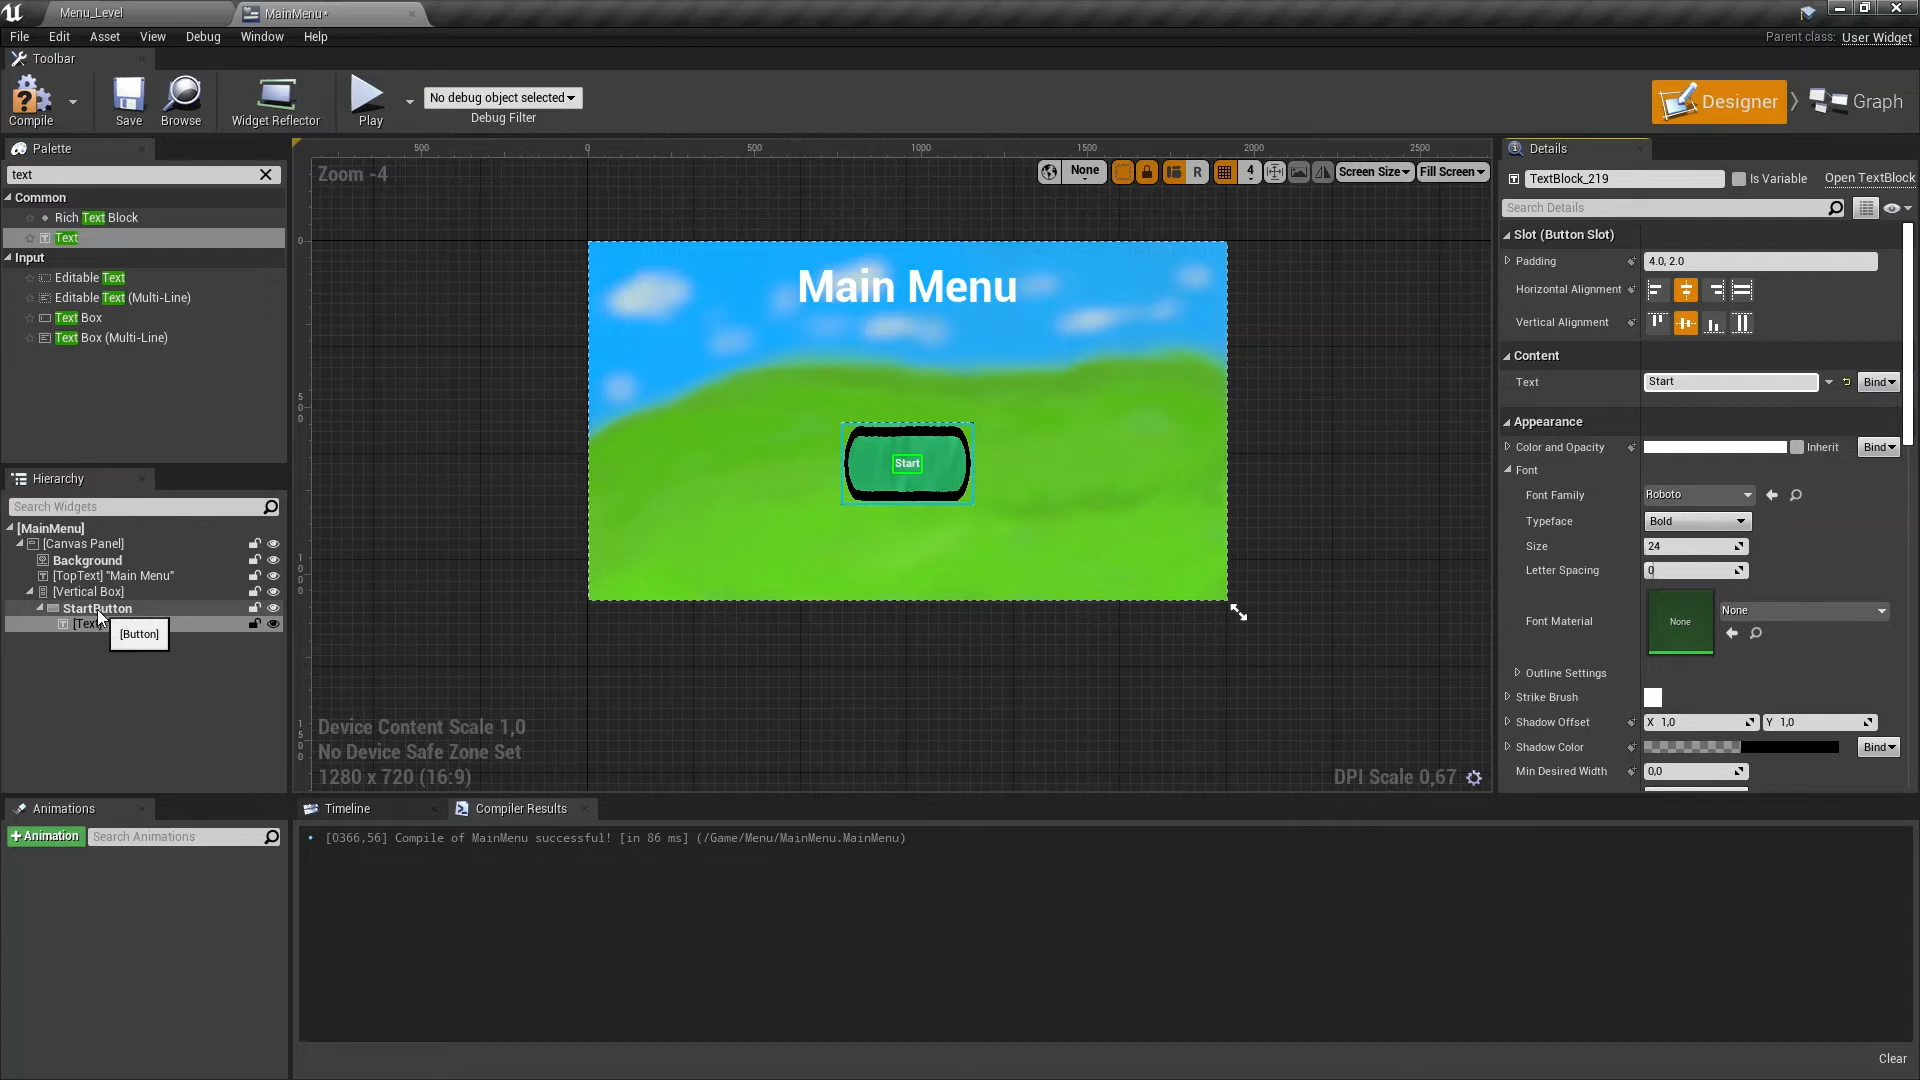 Menu_Level
MainMenu*
File Edit Asset View Window Debug Window Help
Parent class: User Widget
Toolbar
Compile
Save
Browse
Widget Reflector
Play
No debug object selected
Debug Filter
Designer
Graph
Palette
text
Common
Rich Text Block
Text
Input
Editable Text
Editable Text (Multi-Line)
Text Box
Text Box (Multi-Line)
Hierarchy
Search Widgets
[MainMenu]
[Canvas Panel]
Background
[TopText] "Main Menu"
[Vertical Box]
StartButton
[Text]
[Button]
Animations
+Animation
Search Animations
500 0 500 1000 1500 2000 2500
Zoom -4
None
R
4
Screen Size
Fill Screen
0
500
1000
1500
Main Menu
Start
Device Content Scale 1,0
No Device Safe Zone Set
1280 x 720 (16:9)
DPI Scale 0,67
Timeline
Compiler Results
[0366,56] Compile of MainMenu successful! [in 86 ms] (/Game/Menu/MainMenu.MainMenu)
Clear
Details
TextBlock_219
Is Variable
Open TextBlock
Search Details
Slot (Button Slot)
Padding 4.0, 2.0
Horizontal Alignment
Vertical Alignment
Content
Text Start Bind
Appearance
Color and Opacity Inherit Bind
Font
Font Family Roboto
Typeface Bold
Size 24
Letter Spacing 0
Font Material None None
Outline Settings
Strike Brush
Shadow Offset X 1,0 Y 1,0
Shadow Color Bind
Min Desired Width 0,0